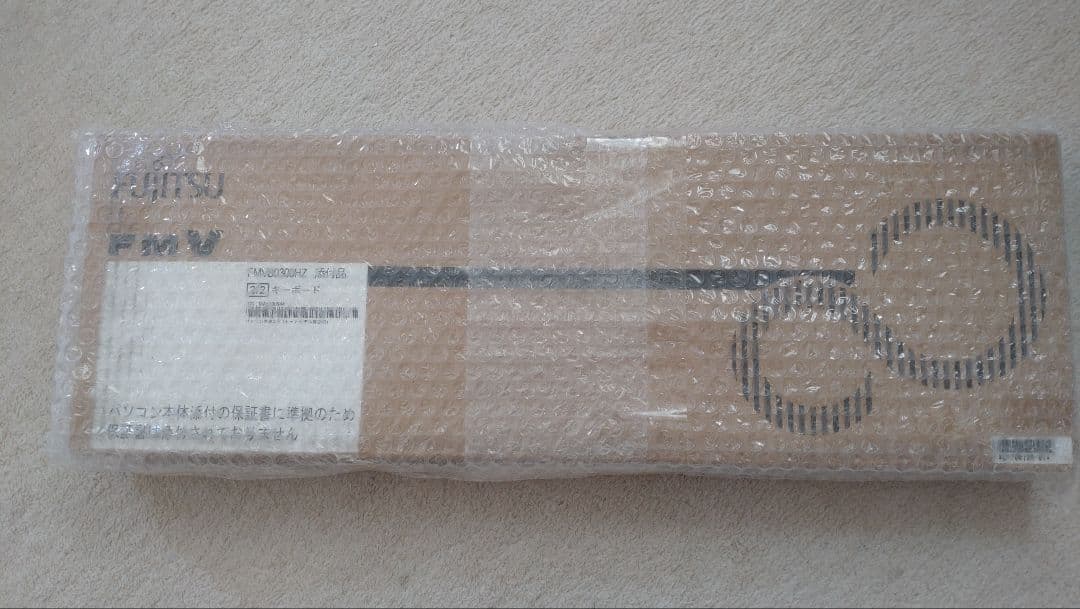 FUJITSU
FMV
添付品
2/2 キーボード
パソコン本体添付の保証書に準拠のため
保証書は添付されておりません